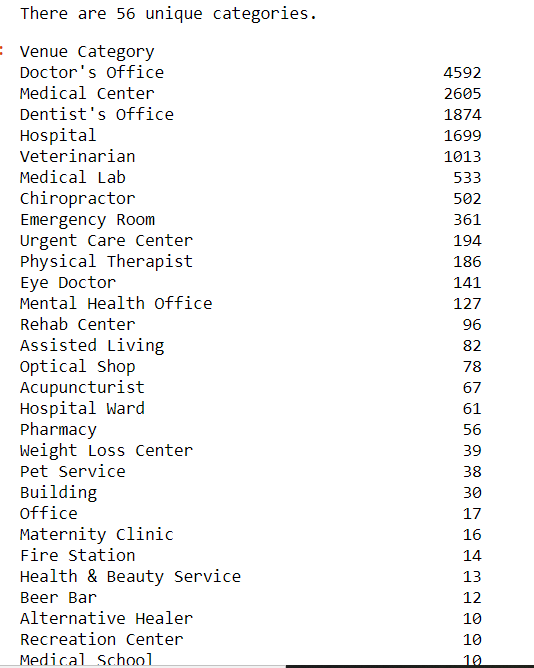 There are 56 unique categories.
Venue Category
Doctor's Office 4592
Medical Center 2605
Dentist's Office 1874
Hospital 1699
Veterinarian 1013
Medical Lab 533
Chiropractor 502
Emergency Room 361
Urgent Care Center 194
Physical Therapist 186
Eye Doctor 141
Mental Health Office 127
Rehab Center 96
Assisted Living 82
Optical Shop 78
Acupuncturist 67
Hospital Ward 61
Pharmacy 56
Weight Loss Center 39
Pet Service 38
Building 30
Office 17
Maternity Clinic 16
Fire Station 14
Health & Beauty Service 13
Beer Bar 12
Alternative Healer 10
Recreation Center 10
Medical School 10